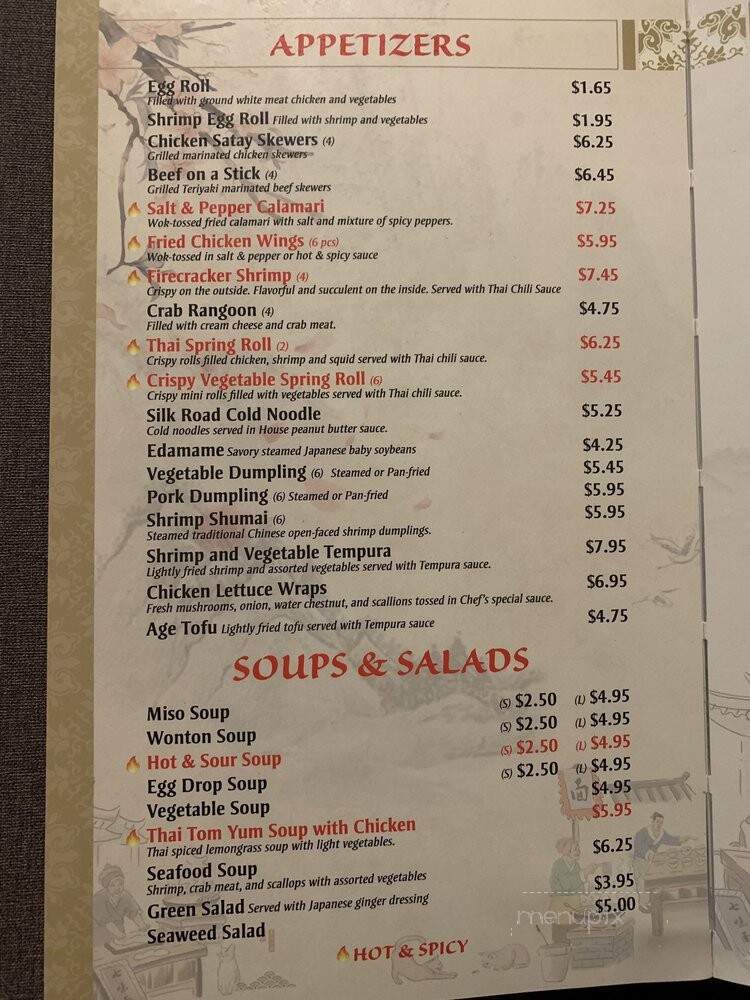 APPETIZERS
Egg Roll $1.65
Filled with ground white meat chicken and vegetables
Shrimp Egg Roll Filled with shrimp and vegetables $1.95
Chicken Satay Skewers (4) $6.25
Grilled marinated chicken skewers
Beef on a Stick (4) $6.45
Grilled Teriyaki marinated beef skewers
Salt & Pepper Calamari $7.25
Wok-tossed fried calamari with salt and mixture of spicy peppers.
Fried Chicken Wings (6 pcs) $5.95
Wok-tossed in salt & pepper or hot & spicy sauce
Firecracker Shrimp (4) $7.45
Crispy on the outside. Flavorful and succulent on the inside. Served with Thai Chili Sauce
Crab Rangoon (4) $4.75
Filled with cream cheese and crab meat.
Thai Spring Roll (2) $6.25
Crispy rolls filled chicken, shrimp and squid served with Thai chili sauce.
Crispy Vegetable Spring Roll (6) $5.45
Crispy mini rolls filled with vegetables served with Thai chili sauce.
Silk Road Cold Noodle $5.25
Cold noodles served in House peanut butter sauce.
Edamame Savory steamed Japanese baby soybeans $4.25
Vegetable Dumpling (6) Steamed or Pan-fried $5.45
Pork Dumpling (6) Steamed or Pan-fried $5.95
Shrimp Shumai (6) $5.95
Steamed traditional Chinese open-faced shrimp dumplings.
Shrimp and Vegetable Tempura $7.95
Lightly fried shrimp and assorted vegetables served with Tempura sauce.
Chicken Lettuce Wraps $6.95
Fresh mushrooms, onion, water chestnut, and scallions tossed in Chef's special sauce.
Age Tofu Lightly fried tofu served with Tempura sauce $4.75
SOUPS & SALADS
Miso Soup (S) $2.50 (L) $4.95
Wonton Soup (S) $2.50 (L) $4.95
Hot & Sour Soup (S) $2.50 (L) $4.95
Egg Drop Soup (S) $2.50 (L) $4.95
Vegetable Soup $4.95
Thai Tom Yum Soup with Chicken $5.95
Thai spiced lemongrass soup with light vegetables.
Seafood Soup $6.25
Shrimp, crab meat, and scallops with assorted vegetables
Green Salad Served with Japanese ginger dressing $3.95
Seaweed Salad $5.00
HOT & SPICY
menupix